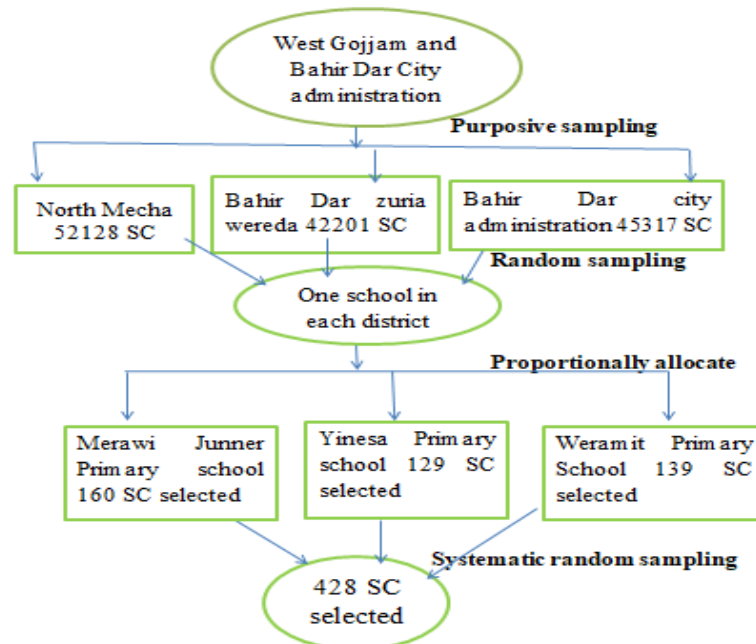 West Gojjam and
Bahir Dar City
administration
Purposive sampling
North Mecha
52128 SC
Bahir Dar zuria
wereda 42201 SC
Bahir Dar city
administration 45317 SC
Random sampling
One school in
each district
Proportionally allocate
Merawi Junner
Primary school
160 SC selected
Yinesa Primary
school 129 SC
selected
Weramit Primary
School 139 SC
selected
Systematic random sampling
428 SC
selected